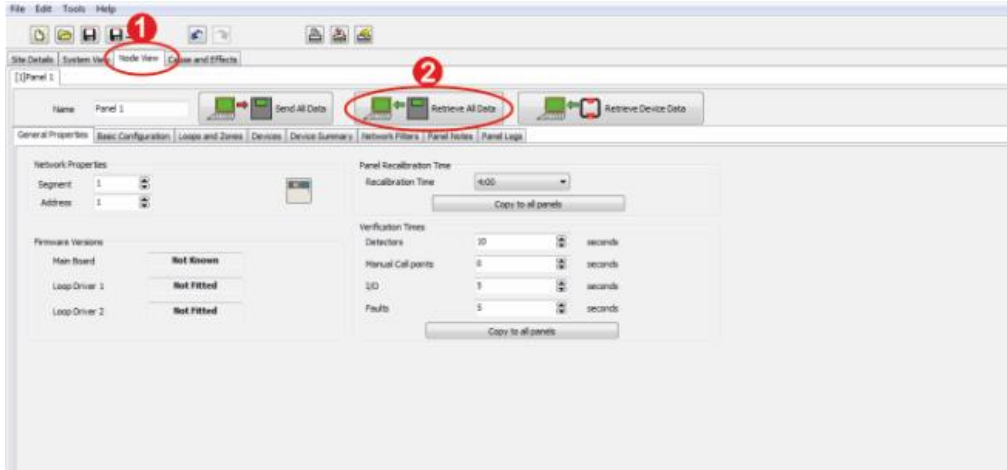 File Edit Tools Help
1
Site Details System View Node View Cause and Effects
[1]Panel 1
2
Name Panel 1 Send All Data Retrieve All Data Retrieve Device Data
General Properties Basic Configuration Loops and Zones Devices Device Summary Network Filters Panel Notes Panel Logs
Network Properties Panel Recalibration Time
Segment 1 Recalibration Time 4:00
Address 1 Copy to all panels
Verification Times
Firmware Versions Detectors 10 seconds
Main Board Not Known Manual Call points 0 seconds
Loop Driver 1 Not Fitted I/O 5 seconds
Loop Driver 2 Not Fitted Faults 5 seconds
Copy to all panels